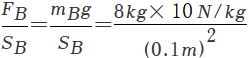 F_B/S_B = m_B g/S_B = 8kg × 10 N/kg/(0.1m)^2